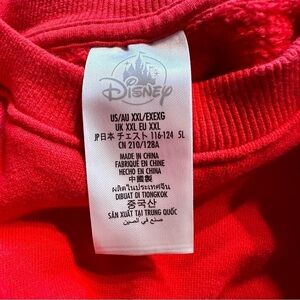 Disney
US/AU XXL/EXEXG
UK XXL EU XXL
JP日本 チェスト 116-124 5L
CN 210/128A
MADE IN CHINA
FABRIQUÉ EN CHINE
HECHO EN CHINA
中國製
ผลิตในประเทศจีน
DIBUAT DI TIONGKOK
중국산
SẢN XUẤT TẠI TRUNG QUỐC
صنع في الصين